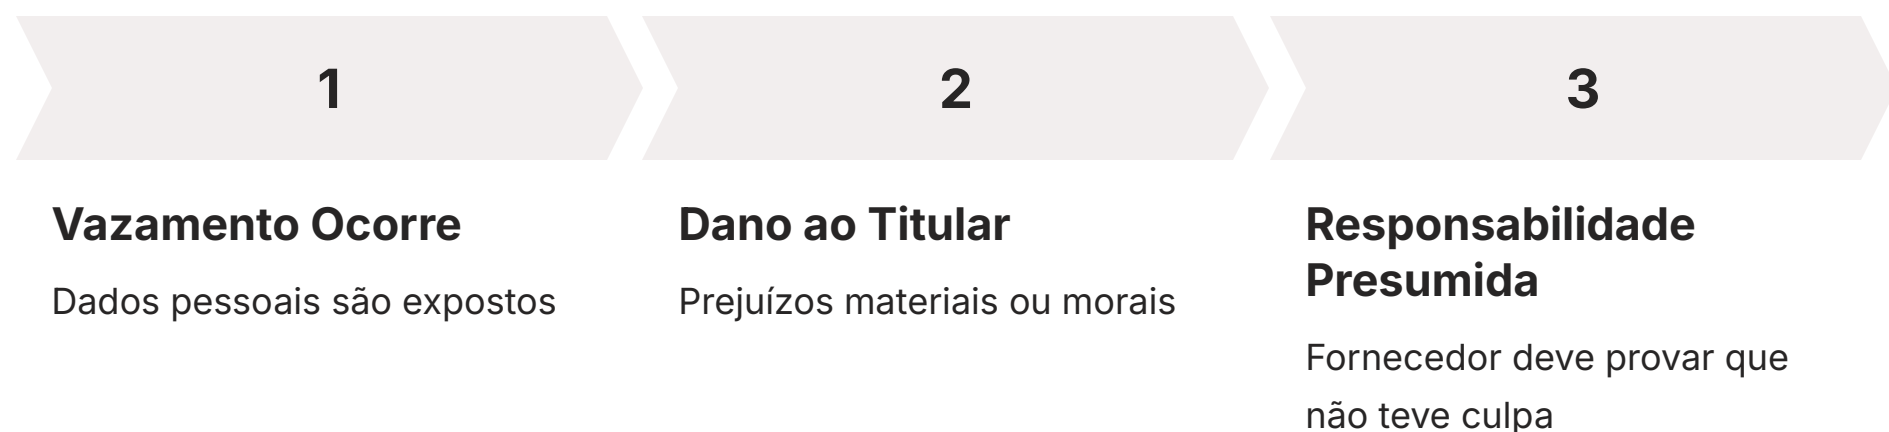 1
Vazamento Ocorre
Dados pessoais são expostos
2
Dano ao Titular
Prejuízos materiais ou morais
3
Responsabilidade
Presumida
Fornecedor deve provar que
não teve culpa